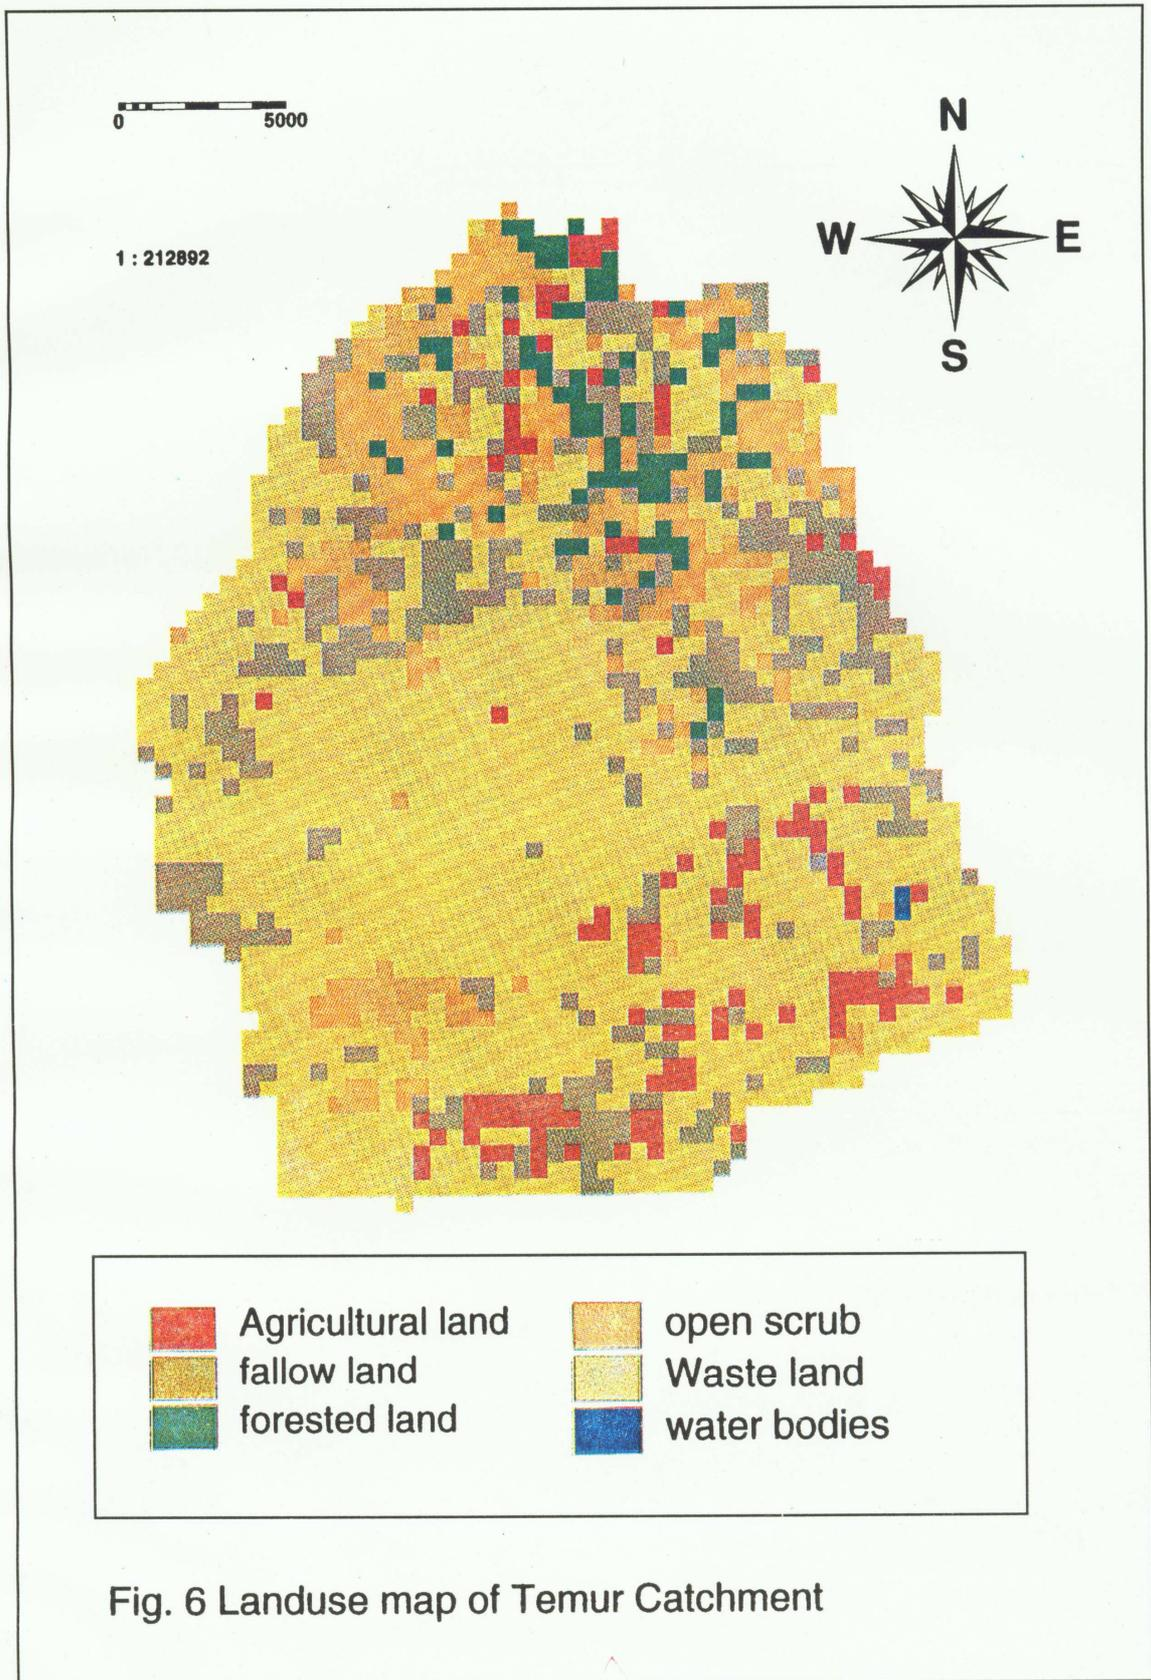 0 5000
N
W E
S
1 : 212892
Agricultural land
fallow land
forested land
open scrub
Waste land
water bodies
Fig. 6 Landuse map of Temur Catchment